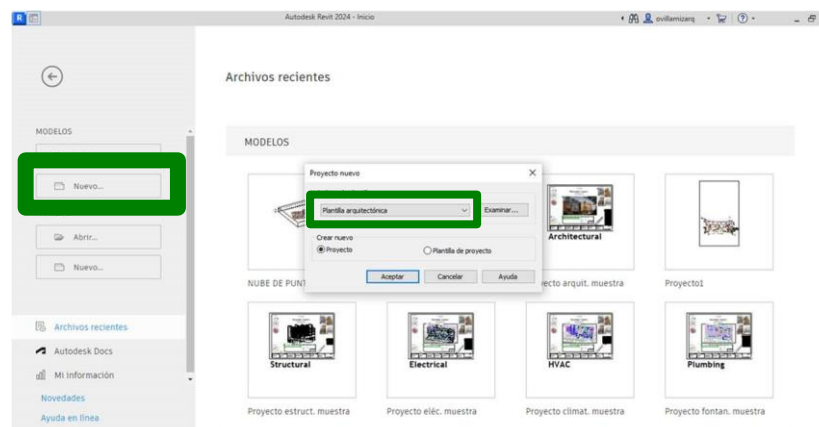 Autodesk Revit 2024 - Inicio
ovillamizarq
Archivos recientes
MODELOS
MODELOS
Nuevo...
Abrir...
Nuevo...
Archivos recientes
Autodesk Docs
Mi información
Novedades
Ayuda en línea
Proyecto nuevo
Plantilla arquitectónica
Examinar...
Crear nuevo
Proyecto
Plantilla de proyecto
Aceptar
Cancelar
Ayuda
Architectural
NUBE DE PUN
yecto arquit. muestra
Proyecto1
Structural
Electrical
HVAC
Plumbing
Proyecto estruct. muestra
Proyecto eléc. muestra
Proyecto climat. muestra
Proyecto fontan. muestra